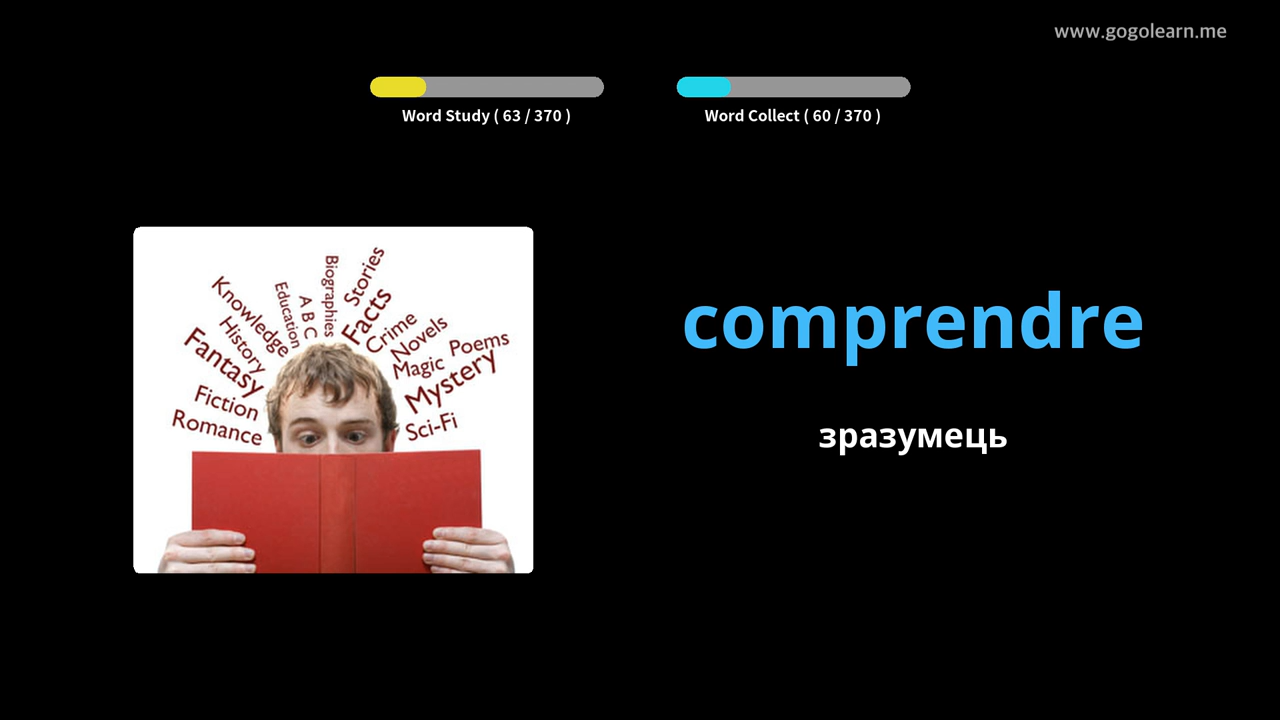 www.gogolearn.me
Word Study ( 63 / 370 )
Word Collect ( 60 / 370 )
Knowledge
Education
A B C
Biographies
Stories
Facts
Crime
Novels
Poems
Magic
Mystery
Sci-Fi
History
Fantasy
Fiction
Romance
comprendre
зразумець